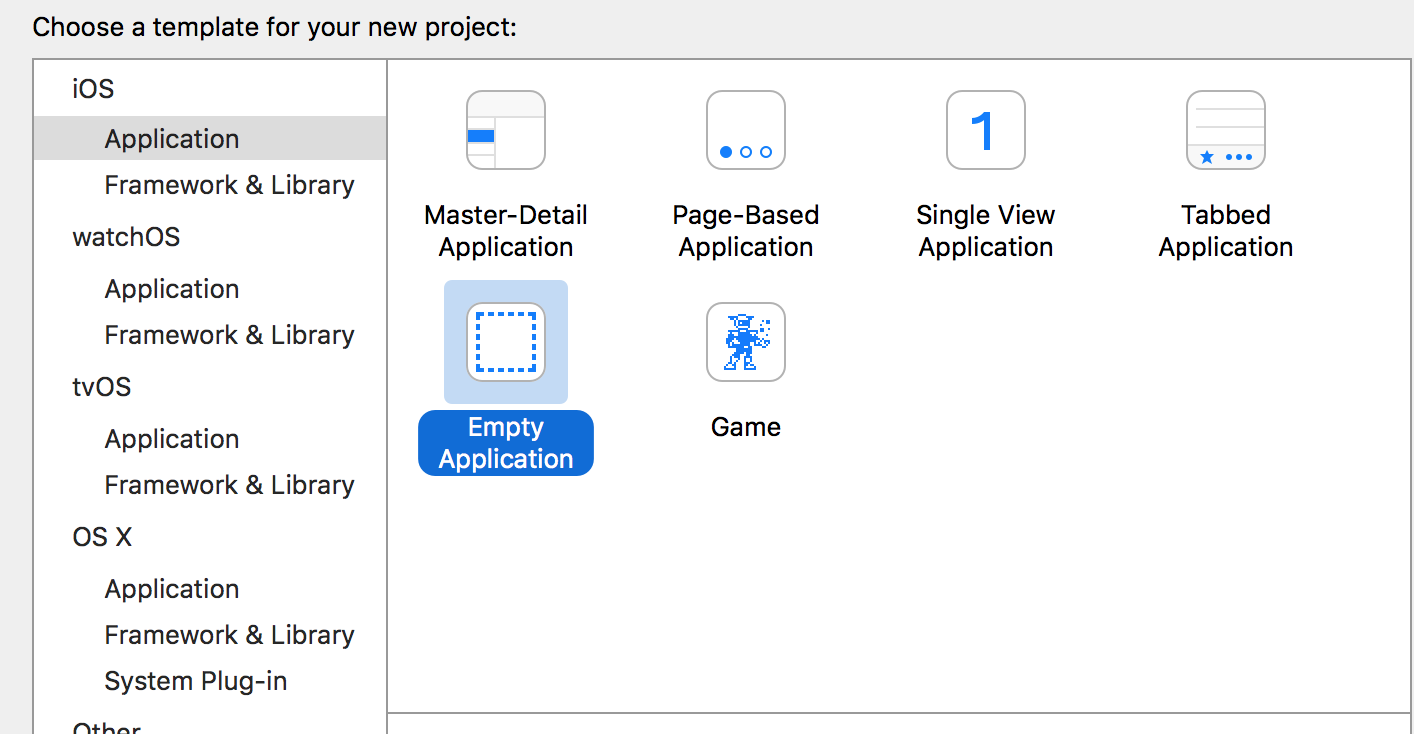 Choose a template for your new project:
iOS
Application
Framework & Library
watchOS
Application
Framework & Library
tvOS
Application
Framework & Library
OS X
Application
Framework & Library
System Plug-in
Other
Master-Detail
Application
Page-Based
Application
1
Single View
Application
Tabbed
Application
Empty
Application
Game